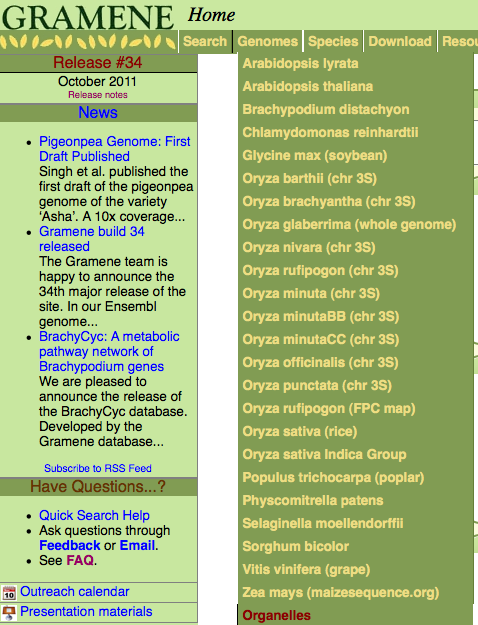 GRAMENE Home
Search Genomes Species Download Resou
Release #34
October 2011
Release notes
News
Pigeonpea Genome: First
Draft Published
Singh et al. published the
first draft of the pigeonpea
genome of the variety
‘Asha’. A 10x coverage...
Gramene build 34
released
The Gramene team is
happy to announce the
34th major release of the
site. In our Ensembl
genome...
BrachyCyc: A metabolic
pathway network of
Brachypodium genes
We are pleased to
announce the release of
the BrachyCyc database.
Developed by the
Gramene database...
Subscribe to RSS Feed
Have Questions...?
Quick Search Help
Ask questions through
Feedback or Email.
See FAQ.
10 Outreach calendar
Presentation materials
Arabidopsis lyrata
Arabidopsis thaliana
Brachypodium distachyon
Chlamydomonas reinhardtii
Glycine max (soybean)
Oryza barthii (chr 3S)
Oryza brachyantha (chr 3S)
Oryza glaberrima (whole genome)
Oryza nivara (chr 3S)
Oryza rufipogon (chr 3S)
Oryza minuta (chr 3S)
Oryza minutaBB (chr 3S)
Oryza minutaCC (chr 3S)
Oryza officinalis (chr 3S)
Oryza punctata (chr 3S)
Oryza rufipogon (FPC map)
Oryza sativa (rice)
Oryza sativa Indica Group
Populus trichocarpa (poplar)
Physcomitrella patens
Selaginella moellendorffii
Sorghum bicolor
Vitis vinifera (grape)
Zea mays (maizesequence.org)
Organelles